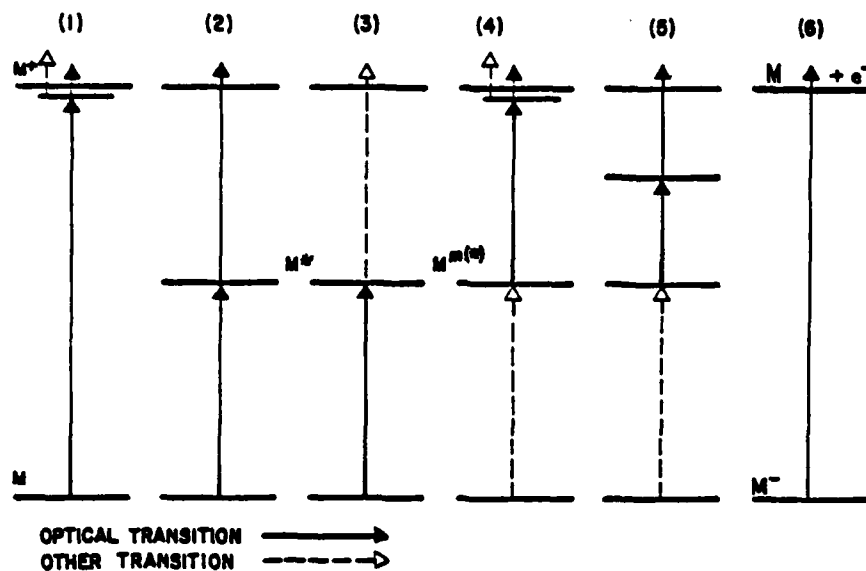 (1) (2) (3) (4) (5) (6)
M+ M + e-
M* M^m(*)
M M-
OPTICAL TRANSITION
OTHER TRANSITION